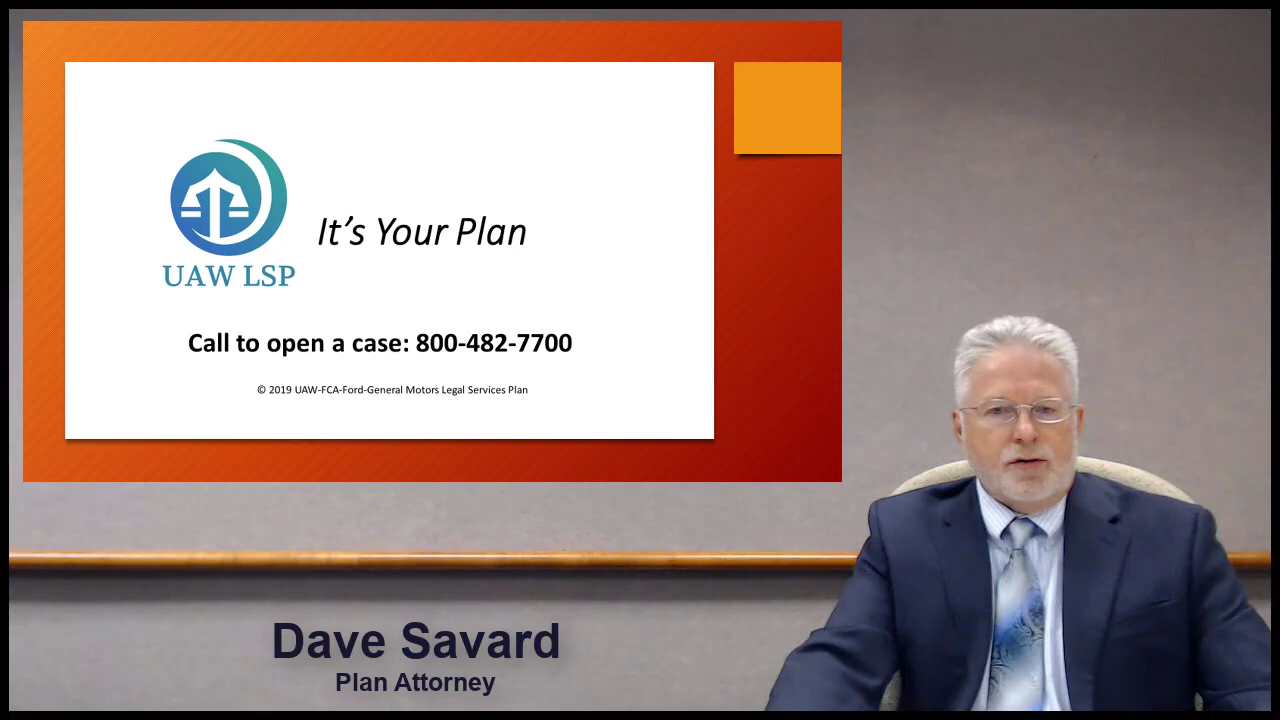 It’s Your Plan
UAW LSP
Call to open a case: 800-482-7700
© 2019 UAW-FCA-Ford-General Motors Legal Services Plan
Dave Savard
Plan Attorney